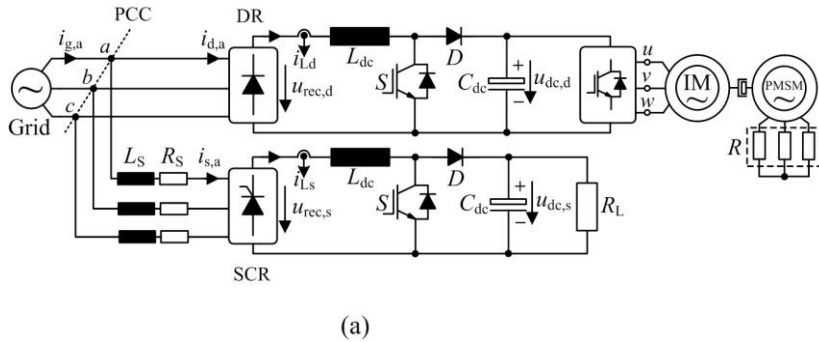 PCC
DR
i_g,a
a
i_d,a
i_Ld
L_dc
D
b
c
Grid
u_rec,d
S
C_dc
+
−
u_dc,d
u
v
w
IM
PMSM
R
L_S
R_S
i_s,a
i_Ls
L_dc
D
u_rec,s
S
C_dc
+
−
u_dc,s
R_L
SCR
(a)